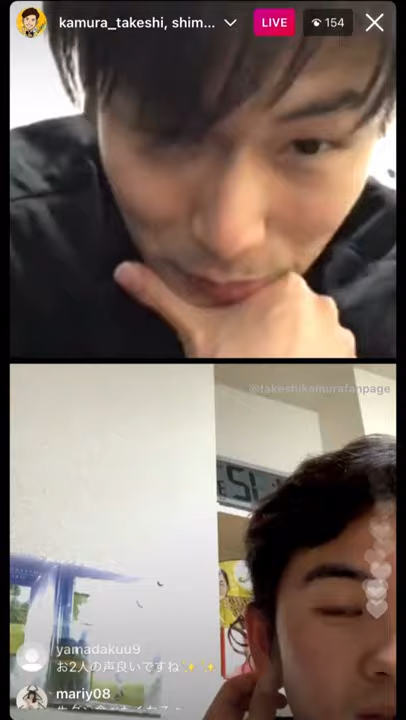 kamura_takeshi, shim...
LIVE
154
@takeshikamurafanpage
yamadakuu9
お2人の声良いですね✨ ✨
mariy08